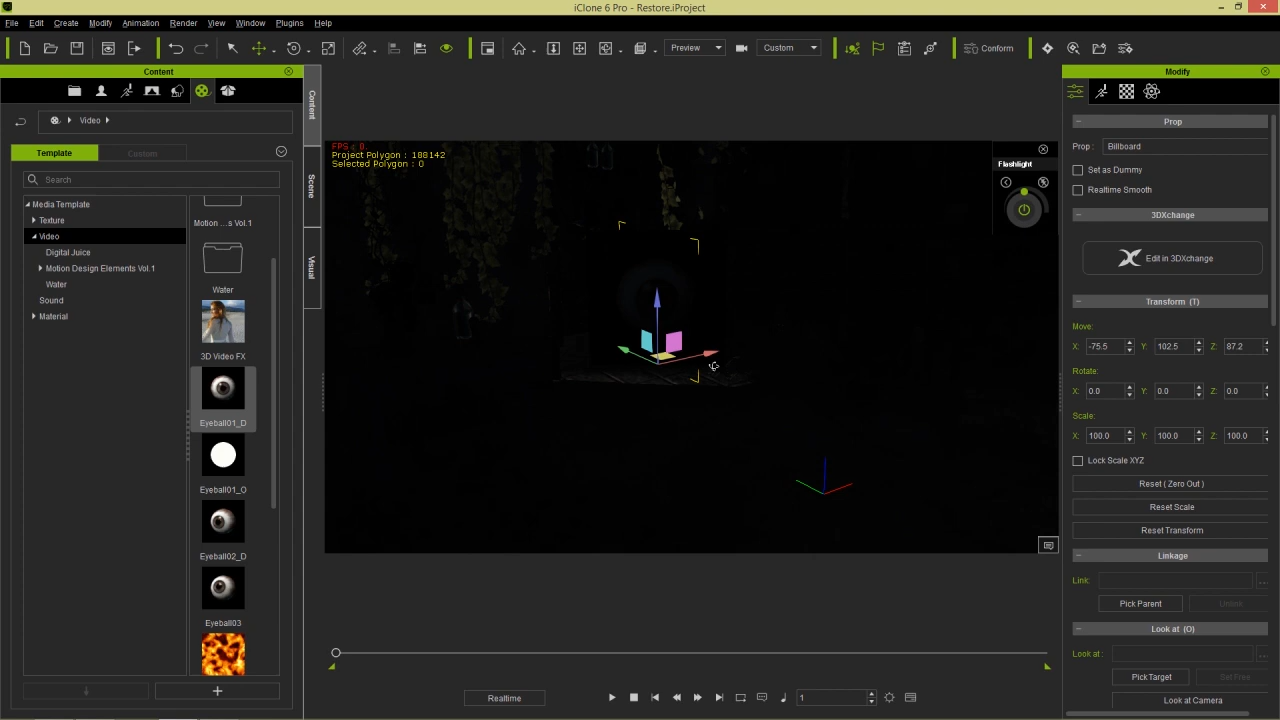 iClone 6 Pro - Restore.iProject
File Edit Create Modify Animation Render View Window Plugins Help
Preview
Custom
Conform
Content
Video
Template
Custom
Search
Media Template
Texture
Video
Digital Juice
Motion Design Elements Vol.1
Water
Sound
Material
Motion ...s Vol.1
Water
3D Video FX
Eyeball01_D
Eyeball01_O
Eyeball02_D
Eyeball03
Content
Scene
Visual
FPS : 0.
Project Polygon : 188142
Selected Polygon : 0
Flashlight
Realtime
1
Modify
Prop
Prop : Billboard
Set as Dummy
Realtime Smooth
3DXchange
Edit in 3DXchange
Transform (T)
Move:
X: -75.5 Y: 102.5 Z: 87.2
Rotate:
X: 0.0 Y: 0.0 Z: 0.0
Scale:
X: 100.0 Y: 100.0 Z: 100.0
Lock Scale XYZ
Reset ( Zero Out )
Reset Scale
Reset Transform
Linkage
Link:
Pick Parent Unlink
Look at (O)
Look at :
Pick Target Set Free
Look at Camera